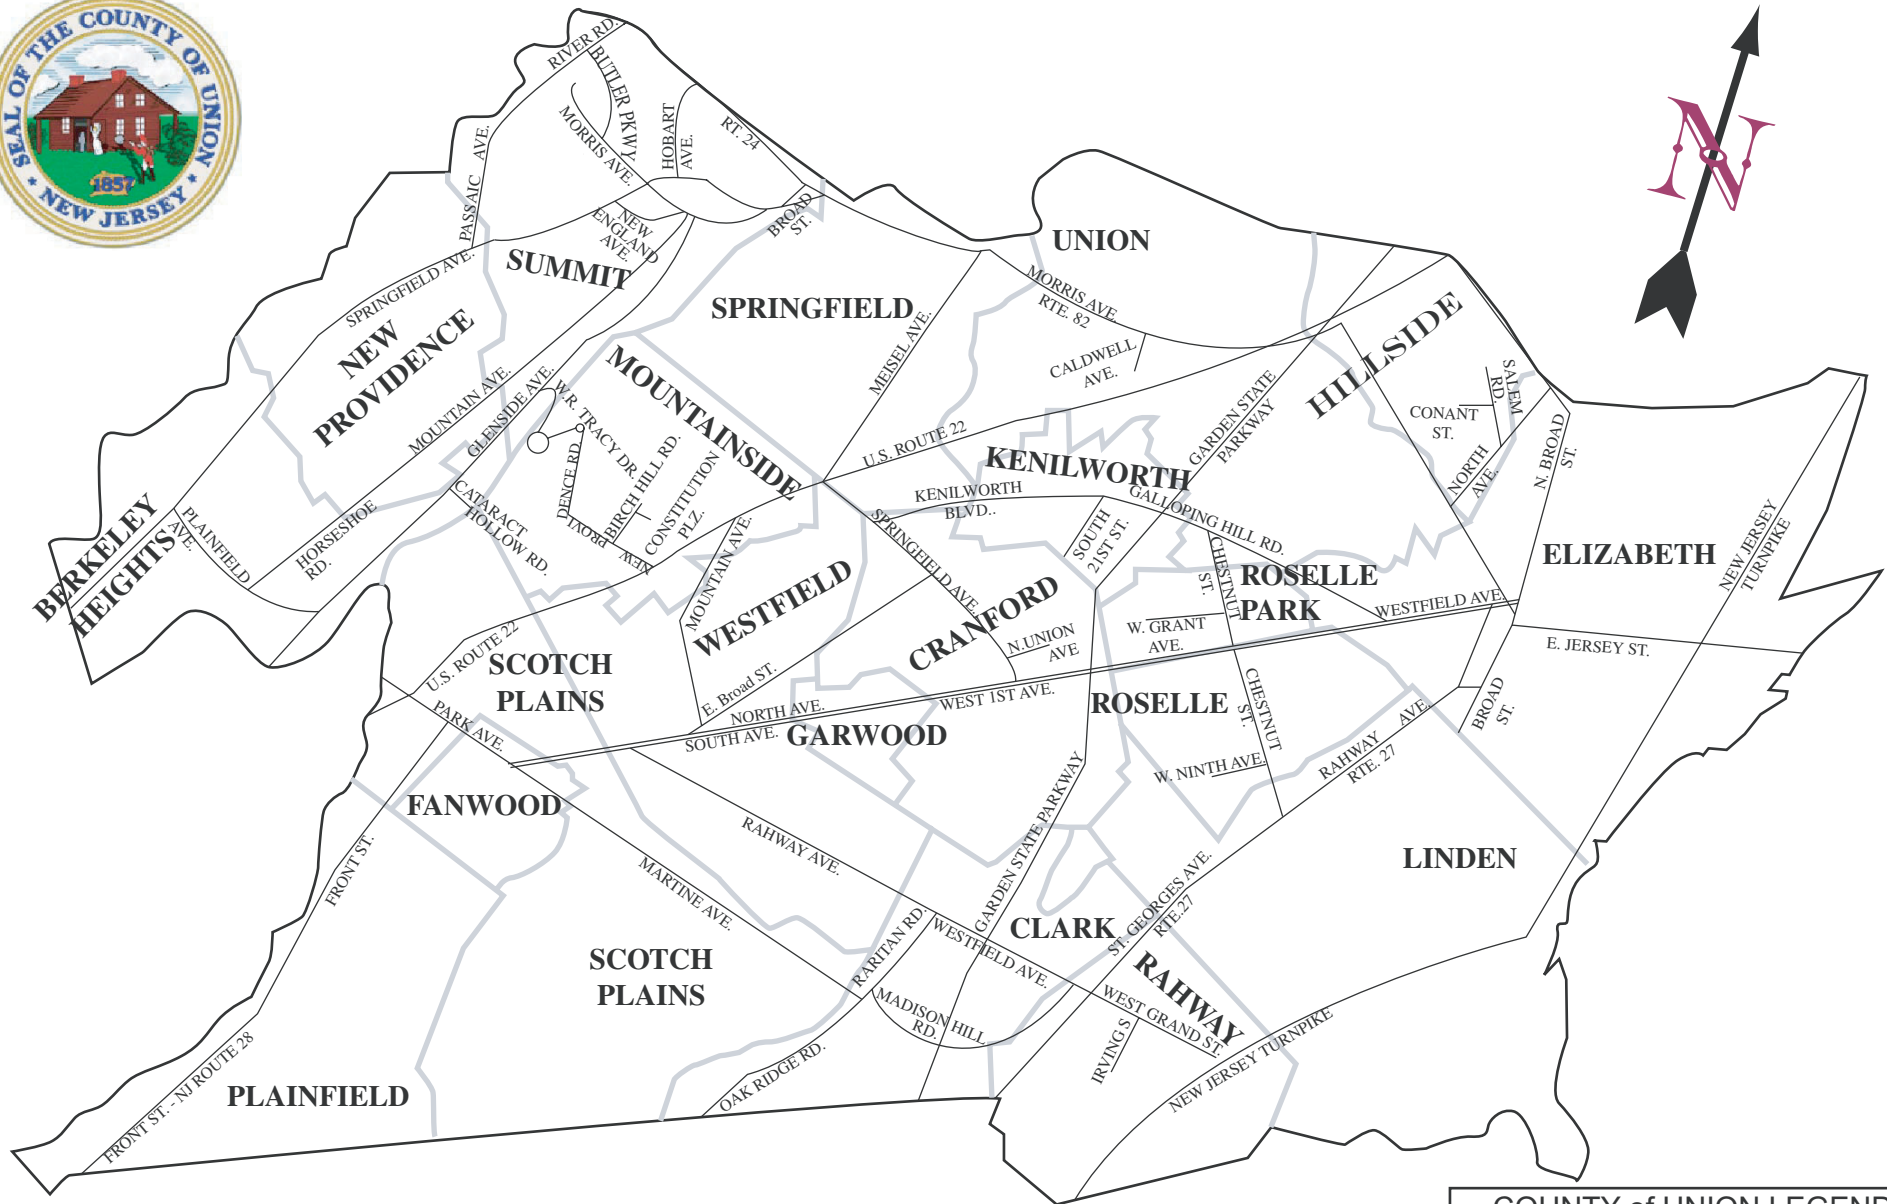 SEAL OF THE COUNTY OF UNION
NEW JERSEY
1857
N
RIVER RD.
BUTLER PKWY
MORRIS AVE.
HOBART
AVE.
RT. 24
PASSAIC AVE.
BROAD
ST.
NEW
ENGLAND
AVE.
SPRINGFIELD AVE.
SUMMIT
UNION
NEW
PROVIDENCE
SPRINGFIELD
MORRIS AVE.
RTE. 82
MEISEL AVE.
CALDWELL
AVE.
HILLSIDE
MOUNTAINSIDE
MOUNTAIN AVE.
GLENSIDE AVE.
W.R. TRACY DR.
GARDEN STATE
PARKWAY
SALEM
RD.
CONANT
ST.
NORTH
AVE.
N. BROAD
ST.
U.S. ROUTE 22
KENILWORTH
KENILWORTH
BLVD..
GALLOPING HILL RD.
BERKELEY
HEIGHTS
PLAINFIELD
AVE.
HORSESHOE
RD.
CATARACT
HOLLOW RD.
NEW PROVI
DENCE RD.
BIRCH HILL RD.
CONSTITUTION
PLZ.
MOUNTAIN AVE.
SPRINGFIELD AVE.
SOUTH
21ST ST.
CHESTNUT
ST.
ROSELLE
PARK
ELIZABETH
NEW JERSEY
TURNPIKE
WESTFIELD
CRANFORD
N.UNION
AVE
W. GRANT
AVE.
WESTFIELD AVE.
E. JERSEY ST.
U.S. ROUTE 22
SCOTCH
PLAINS
E. Broad ST.
NORTH AVE.
SOUTH AVE.
WEST 1ST AVE.
GARWOOD
ROSELLE
CHESTNUT
ST.
BROAD
ST.
PARK AVE.
W. NINTH AVE.
RAHWAY AVE.
RTE. 27
FANWOOD
FRONT ST.
RAHWAY AVE.
MARTINE AVE.
GARDEN STATE PARKWAY
LINDEN
SCOTCH
PLAINS
RARITAN RD.
WESTFIELD AVE.
CLARK
ST. GEORGES AVE.
RTE.27
RAHWAY
MADISON HILL
RD.
WEST GRAND ST.
IRVING S
NEW JERSEY TURNPIKE
OAK RIDGE RD.
PLAINFIELD
FRONT ST. - NJ ROUTE 28
COUNTY of UNION LEGEND